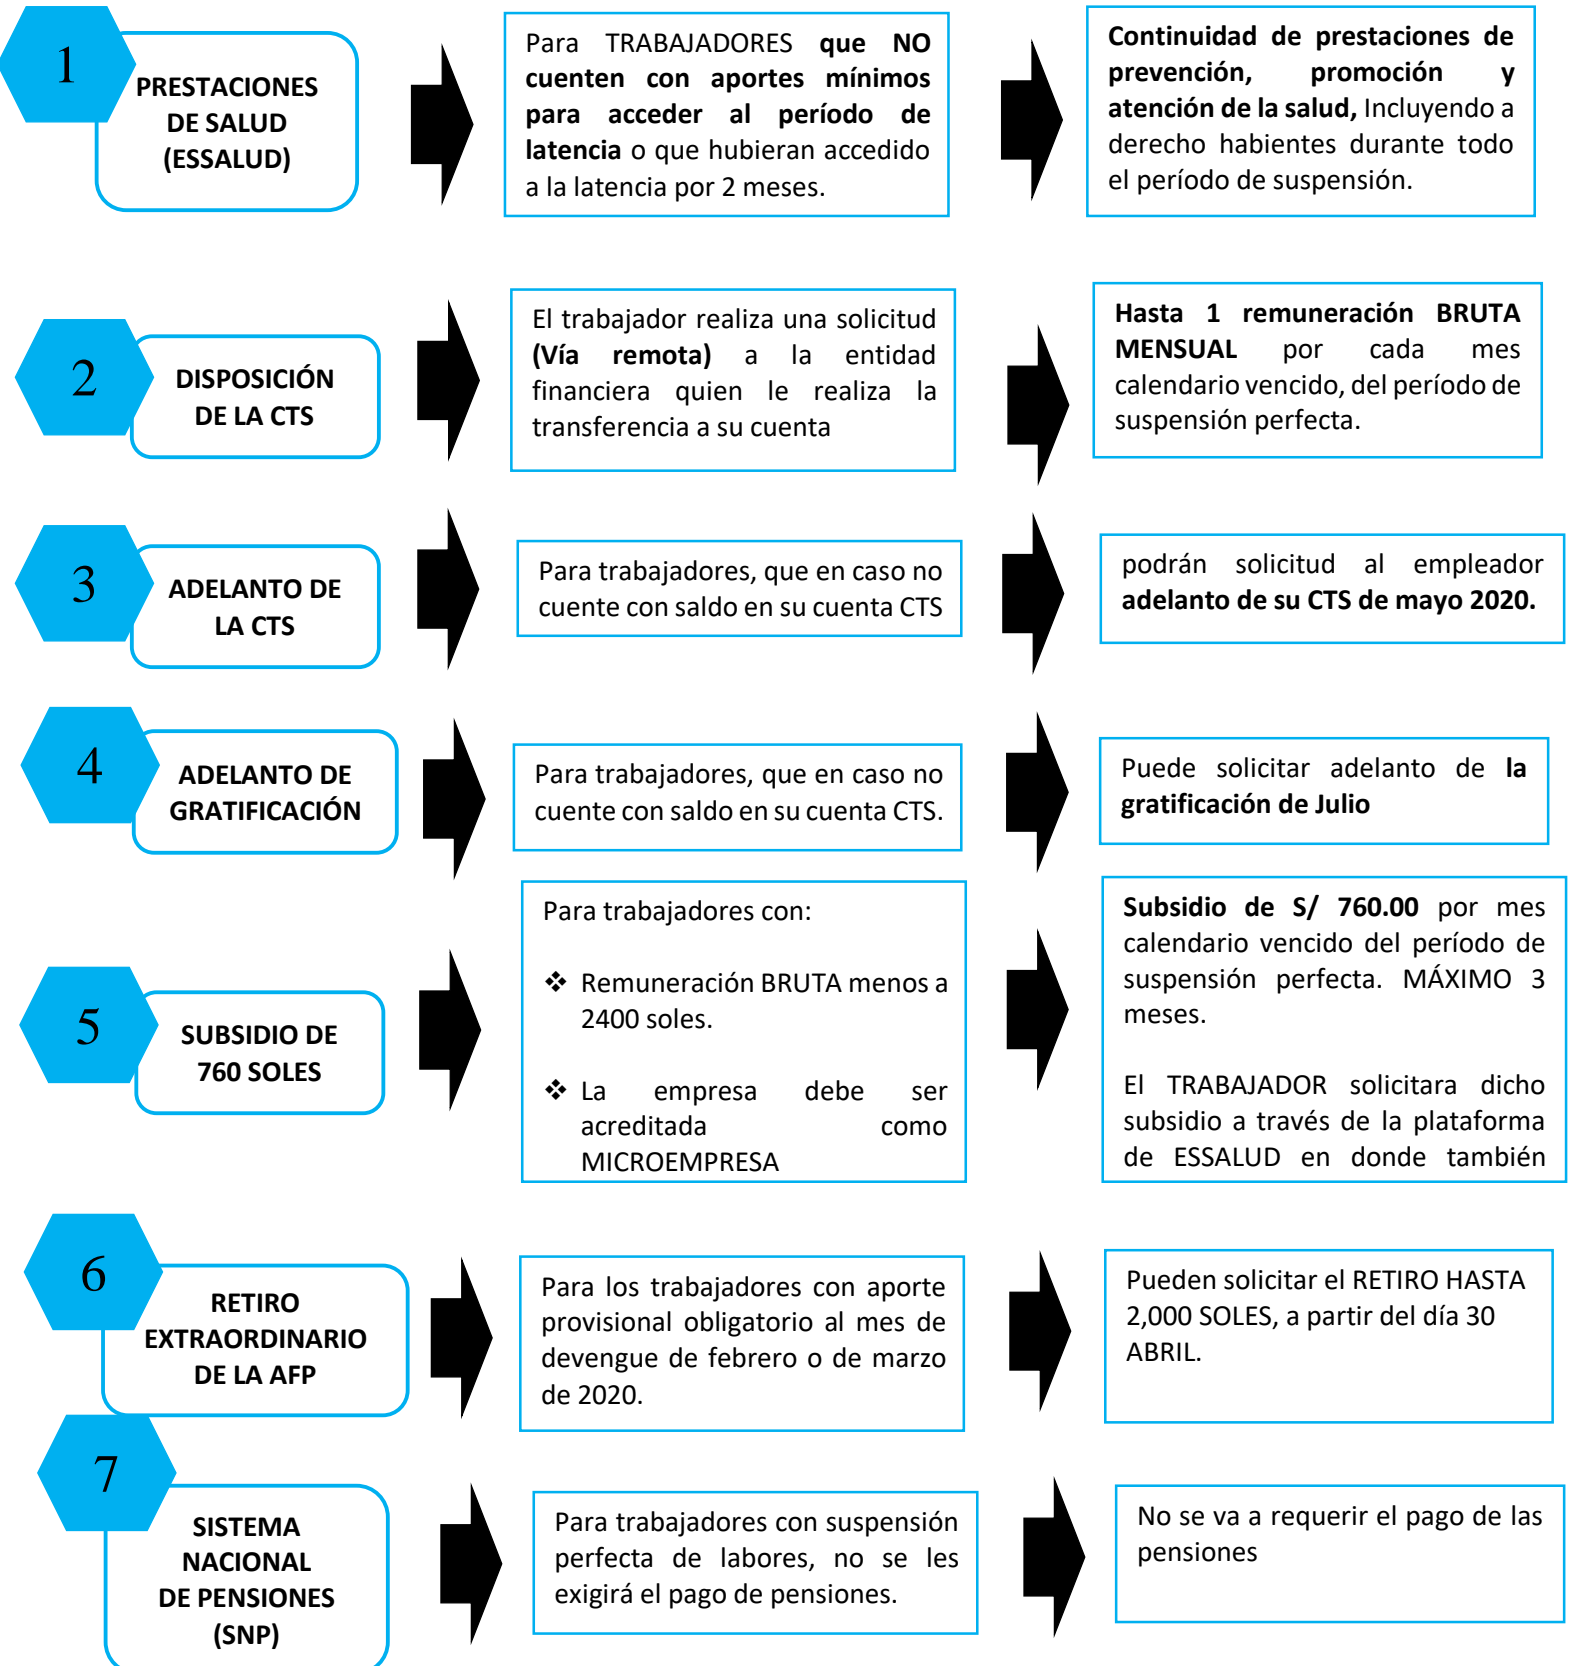 1
PRESTACIONES
DE SALUD
(ESSALUD)
Para TRABAJADORES que NO
cuenten con aportes mínimos
para acceder al período de
latencia o que hubieran accedido
a la latencia por 2 meses.
Continuidad de prestaciones de
prevención, promoción y
atención de la salud, Incluyendo a
derecho habientes durante todo
el período de suspensión.
2
DISPOSICIÓN
DE LA CTS
El trabajador realiza una solicitud
(Vía remota) a la entidad
financiera quien le realiza la
transferencia a su cuenta
Hasta 1 remuneración BRUTA
MENSUAL por cada mes
calendario vencido, del período de
suspensión perfecta.
3
ADELANTO DE
LA CTS
Para trabajadores, que en caso no
cuente con saldo en su cuenta CTS
podrán solicitud al empleador
adelanto de su CTS de mayo 2020.
4
ADELANTO DE
GRATIFICACIÓN
Para trabajadores, que en caso no
cuente con saldo en su cuenta CTS.
Puede solicitar adelanto de la
gratificación de Julio
5
SUBSIDIO DE
760 SOLES
Para trabajadores con:
❖ Remuneración BRUTA menos a
2400 soles.
❖ La empresa debe ser
acreditada como
MICROEMPRESA
Subsidio de S/ 760.00 por mes
calendario vencido del período de
suspensión perfecta. MÁXIMO 3
meses.
El TRABAJADOR solicitara dicho
subsidio a través de la plataforma
de ESSALUD en donde también
6
RETIRO
EXTRAORDINARIO
DE LA AFP
Para los trabajadores con aporte
provisional obligatorio al mes de
devengue de febrero o de marzo
de 2020.
Pueden solicitar el RETIRO HASTA
2,000 SOLES, a partir del día 30
ABRIL.
7
SISTEMA
NACIONAL
DE PENSIONES
(SNP)
Para trabajadores con suspensión
perfecta de labores, no se les
exigirá el pago de pensiones.
No se va a requerir el pago de las
pensiones